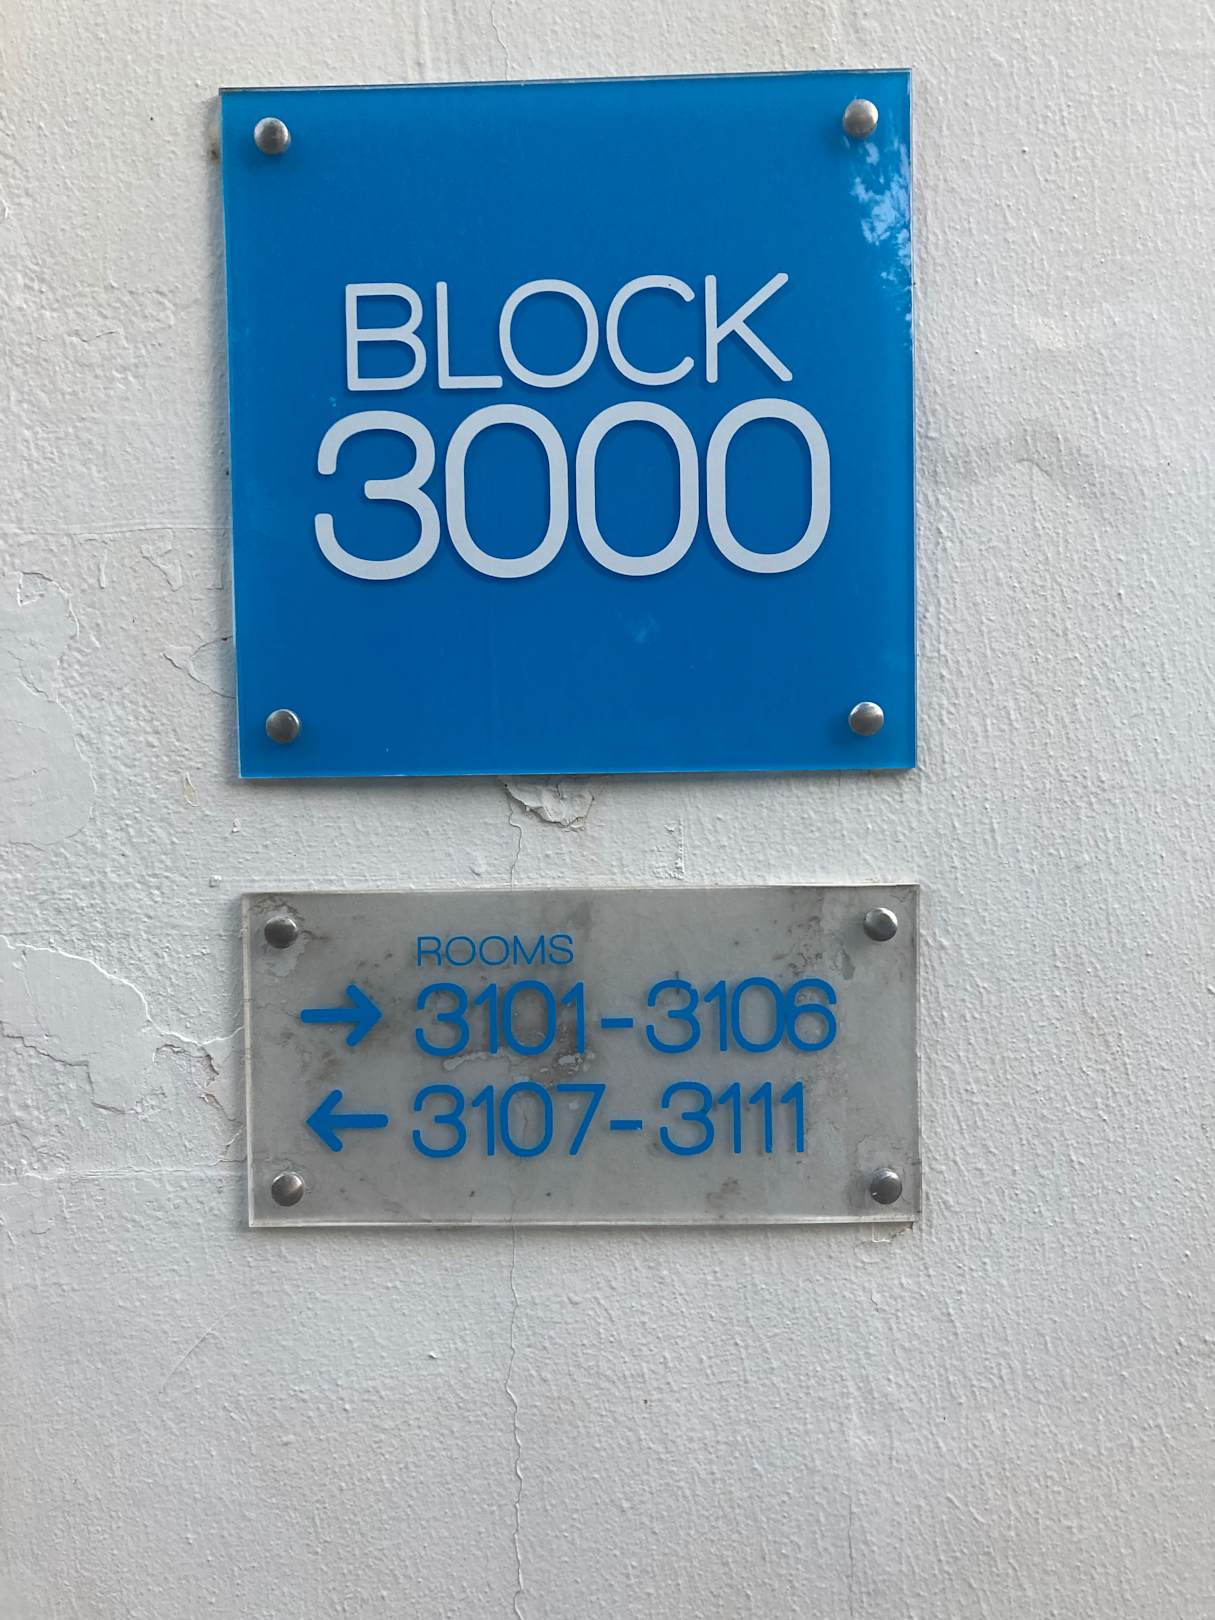 BLOCK
3000
ROOMS
→ 3101-3106
← 3107-3111